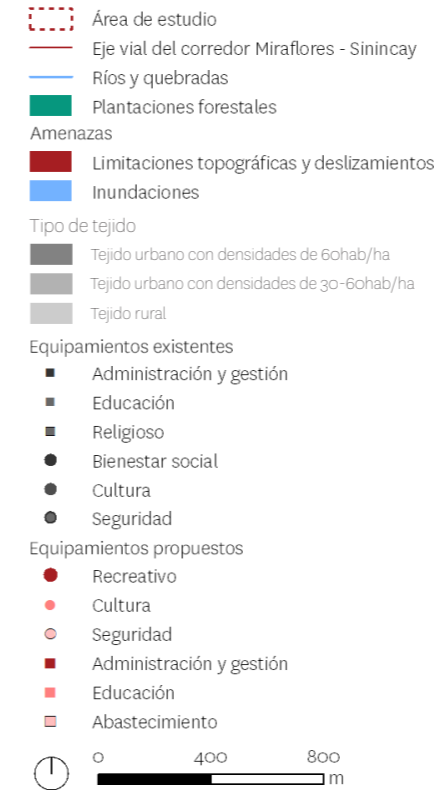 Área de estudio
Eje vial del corredor Miraflores - Sinincay
Ríos y quebradas
Plantaciones forestales
Amenazas
Limitaciones topográficas y deslizamientos
Inundaciones
Tipo de tejido
Tejido urbano con densidades de 60hab/ha
Tejido urbano con densidades de 30-60hab/ha
Tejido rural
Equipamientos existentes
Administración y gestión
Educación
Religioso
Bienestar social
Cultura
Seguridad
Equipamientos propuestos
Recreativo
Cultura
Seguridad
Administración y gestión
Educación
Abastecimiento
0 400 800
m